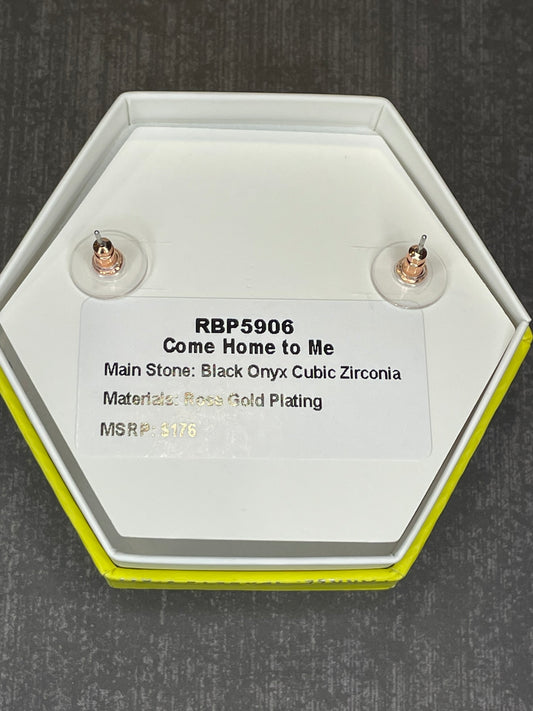 RBP5906
Come Home to Me
Main Stone: Black Onyx Cubic Zirconia
Materials: Rose Gold Plating
MSRP: $176